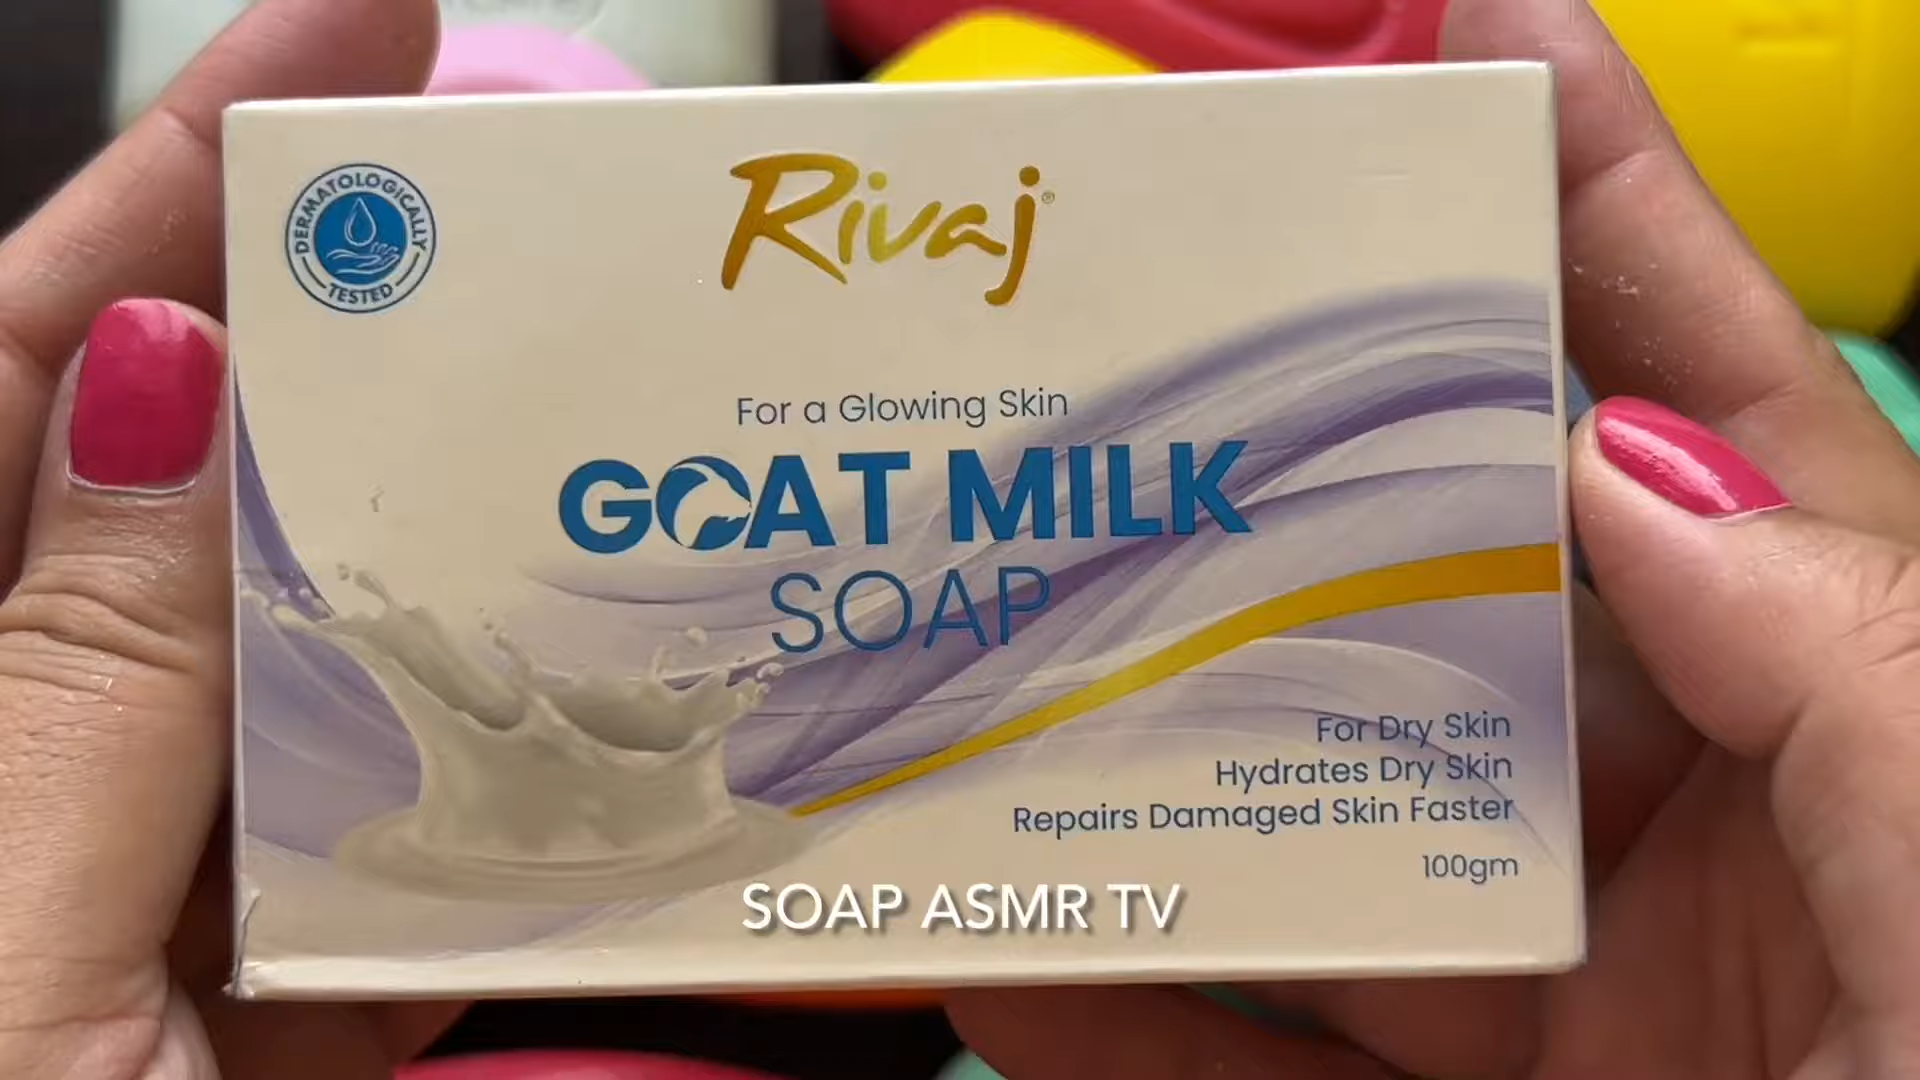 DERMATOLOGICALLY
TESTED
Rivaj®
For a Glowing Skin
GOAT MILK
SOAP
For Dry Skin
Hydrates Dry Skin
Repairs Damaged Skin Faster
100gm
SOAP ASMR TV